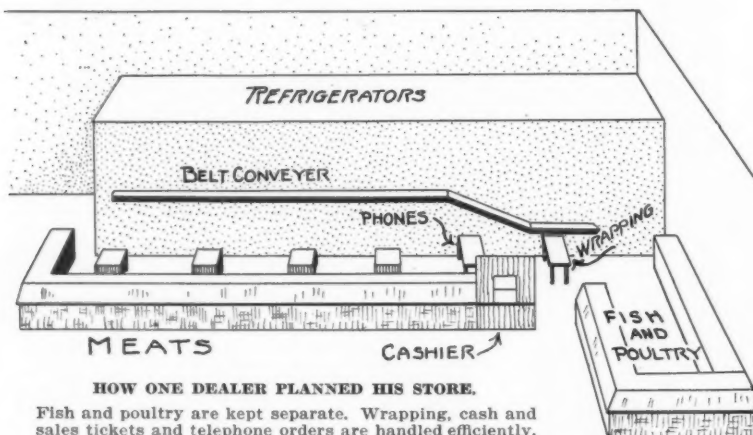 REFRIGERATORS
BELT CONVEYER
PHONES
WRAPPING
MEATS
CASHIER
FISH
AND
POULTRY
HOW ONE DEALER PLANNED HIS STORE.
Fish and poultry are kept separate. Wrapping, cash and
sales tickets and telephone orders are handled efficiently.